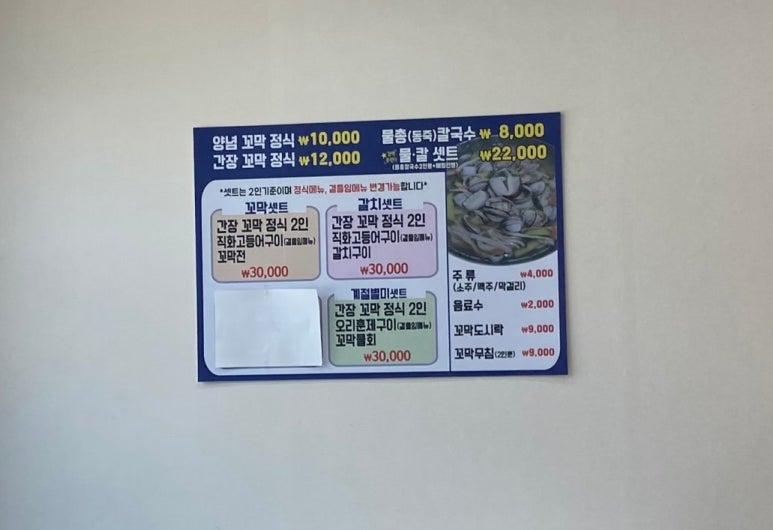 양념 꼬막 정식 ₩10,000
간장 꼬막 정식 ₩12,000
물총(동죽)칼국수 ₩ 8,000
물·칼 셋트 ₩22,000
*셋트는 2인기준이며 정식메뉴, 곁들임메뉴 변경가능합니다*
꼬막셋트
간장 꼬막 정식 2인
직화고등어구이(곁들임메뉴)
꼬막전
₩30,000
갈치셋트
간장 꼬막 정식 2인
직화고등어구이(곁들임메뉴)
갈치구이
₩30,000
계절별미셋트
간장 꼬막 정식 2인
오리훈제구이(곁들임메뉴)
꼬막물회
₩30,000
주 류 ₩4,000
(소주/맥주/막걸리)
음료수 ₩2,000
꼬막도시락 ₩9,000
꼬막무침(2인분) ₩9,000